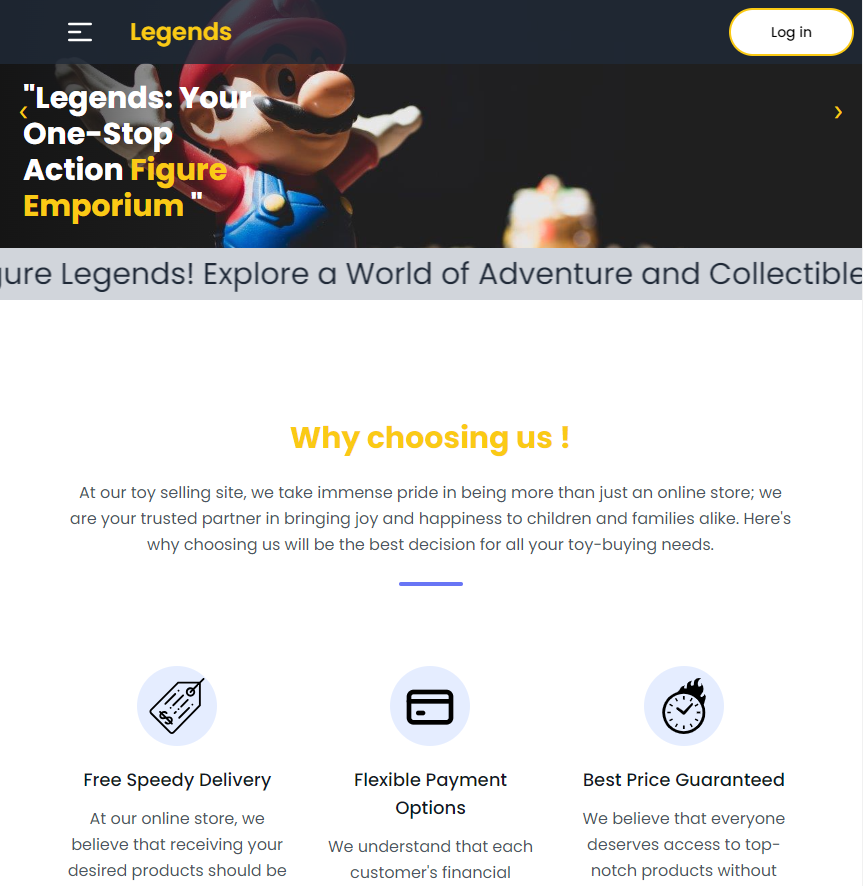 Legends
Log in
"Legends: Your
One-Stop
Action Figure
Emporium "
‹
›
ure Legends! Explore a World of Adventure and Collectible
Why choosing us !
At our toy selling site, we take immense pride in being more than just an online store; we
are your trusted partner in bringing joy and happiness to children and families alike. Here's
why choosing us will be the best decision for all your toy-buying needs.
Free Speedy Delivery
At our online store, we
believe that receiving your
desired products should be
Flexible Payment
Options
We understand that each
customer's financial
Best Price Guaranteed
We believe that everyone
deserves access to top-
notch products without